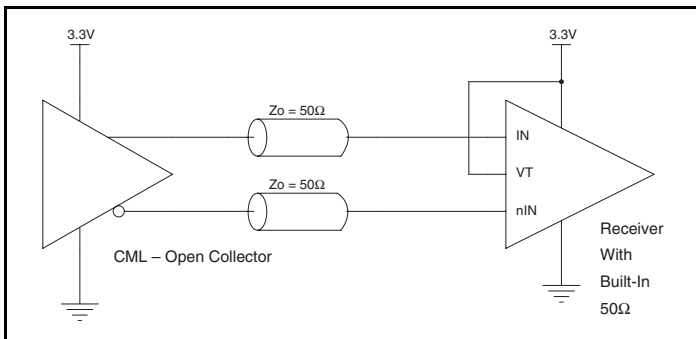 3.3V
3.3V
Zo = 50Ω
IN
VT
Zo = 50Ω
nIN
CML – Open Collector
Receiver
With
Built-In
50Ω